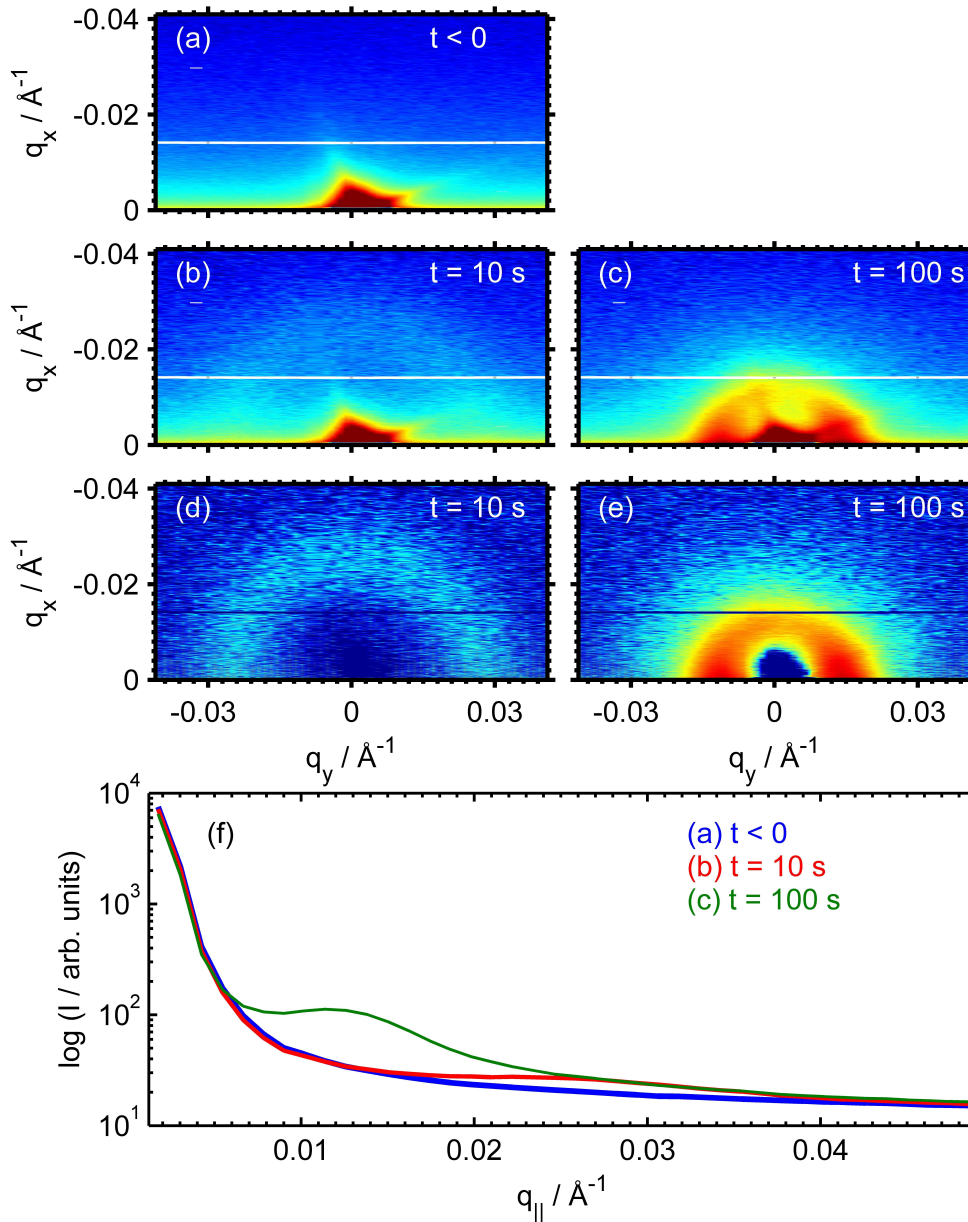 -0.04
(a) t < 0
q_x / Å^-1
-0.02
0
-0.04
(b) t = 10 s
(c) t = 100 s
q_x / Å^-1
-0.02
0
-0.04
(d) t = 10 s
(e) t = 100 s
q_x / Å^-1
-0.02
0
-0.03 0 0.03
-0.03 0 0.03
q_y / Å^-1
q_y / Å^-1
10^4
(f)
(a) t < 0
(b) t = 10 s
(c) t = 100 s
10^3
log (I / arb. units)
10^2
10^1
0.01 0.02 0.03 0.04
q_|| / Å^-1